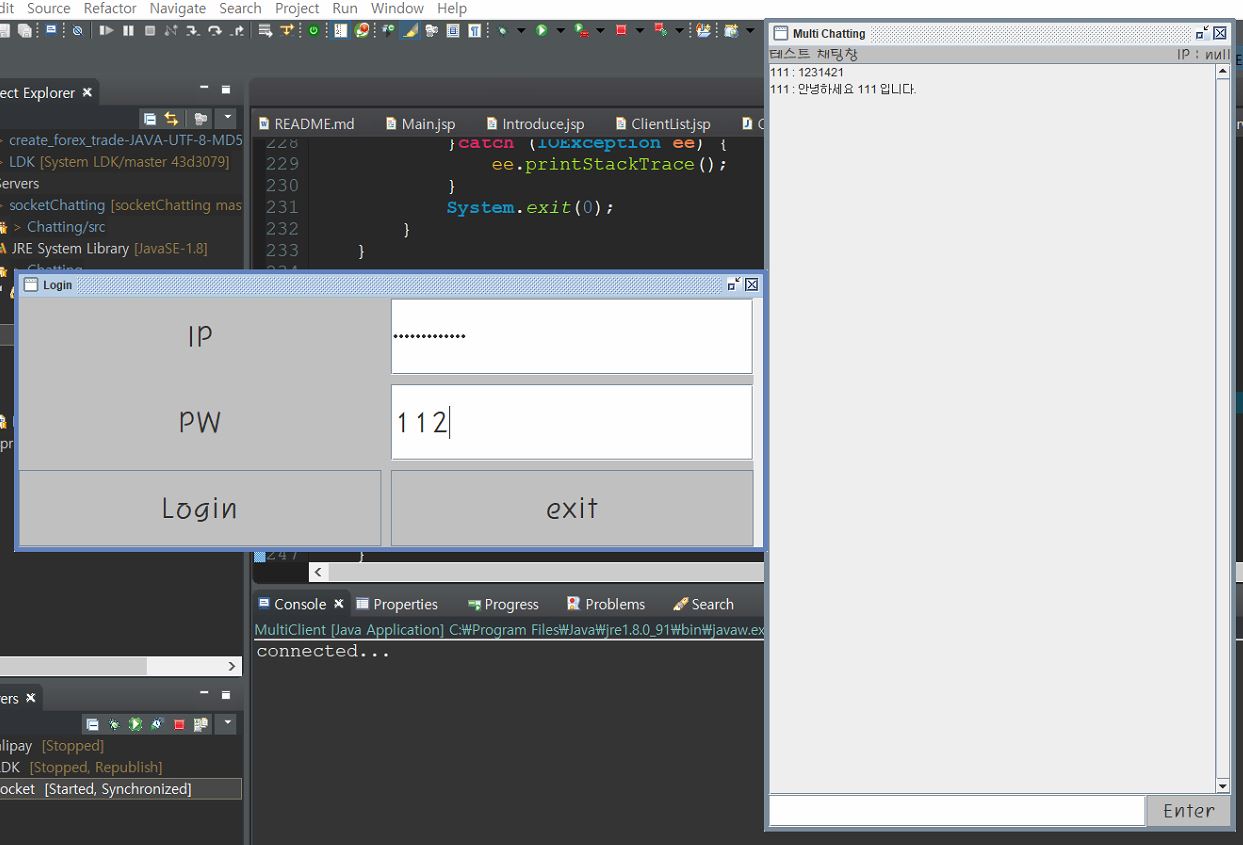 dit Source Refactor Navigate Search Project Run Window Help
ect Explorer
create_forex_trade-JAVA-UTF-8-MD5
LDK [System LDK/master 43d3079]
Servers
socketChatting [socketChatting mas
> Chatting/src
JRE System Library [JavaSE-1.8]
> Chatting
README.md Main.jsp Introduce.jsp ClientList.jsp
228 }catch (IOException ee) {
229 ee.printStackTrace();
230 }
231 System.exit(0);
232 }
233 }
234
Login
IP
•••••••••••••
PW
112
Login
exit
247 }
Console Properties Progress Problems Search
MultiClient [Java Application] C:₩Program Files₩Java₩jre1.8.0_91₩bin₩javaw.ex
connected...
ers
alipay [Stopped]
LDK [Stopped, Republish]
ocket [Started, Synchronized]
Multi Chatting
테스트 채팅창 IP : null
111 : 1231421
111 : 안녕하세요 111 입니다.
Enter